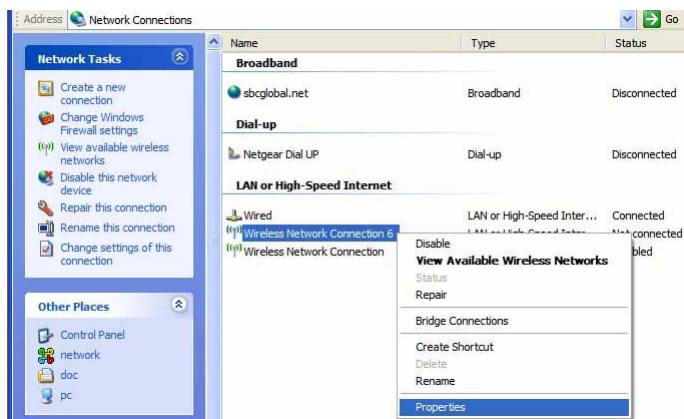 Address Network Connections Go
Network Tasks
Create a new
connection
Change Windows
Firewall settings
View available wireless
networks
Disable this network
device
Repair this connection
Rename this connection
Change settings of this
connection
Other Places
Control Panel
network
doc
pc
Name Type Status
Broadband
sbcglobal.net Broadband Disconnected
Dial-up
Netgear Dial UP Dial-up Disconnected
LAN or High-Speed Internet
Wired LAN or High-Speed Inter... Connected
Wireless Network Connection 6 connected
Wireless Network Connection
Disable
View Available Wireless Networks
Status
Repair
Bridge Connections
Create Shortcut
Delete
Rename
Properties